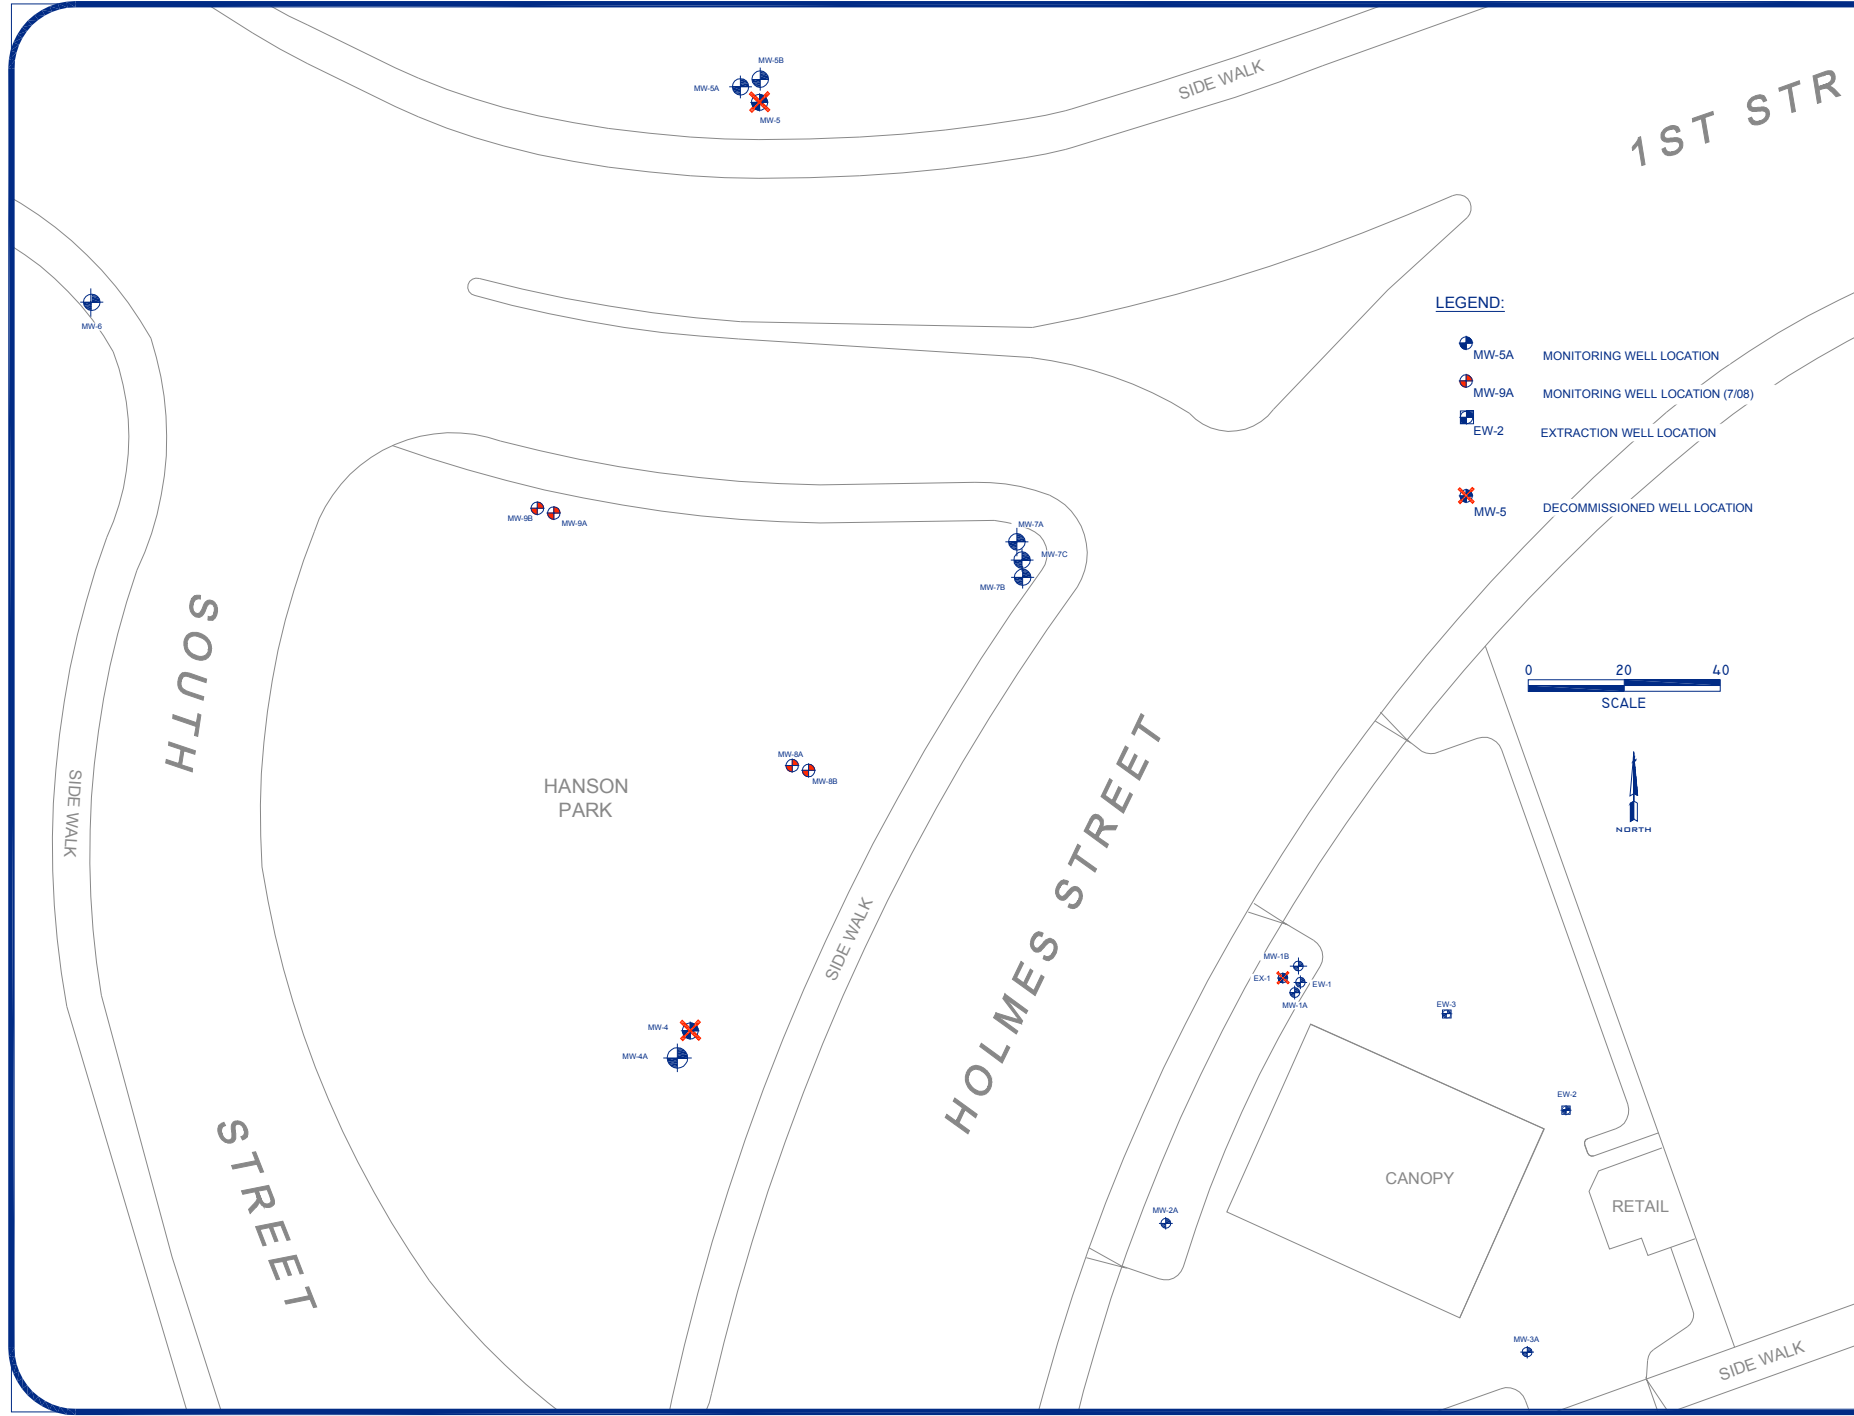 MW-5B
MW-5A
MW-5
SIDE WALK
1ST STR
MW-6
LEGEND:
MW-5A MONITORING WELL LOCATION
MW-9A MONITORING WELL LOCATION (7/08)
EW-2 EXTRACTION WELL LOCATION
MW-5 DECOMMISSIONED WELL LOCATION
MW-9B
MW-9A
MW-7A
MW-7C
MW-7B
SOUTH
0 20 40
SCALE
NORTH
SIDE WALK
HANSON
PARK
MW-8A
MW-8B
HOLMES STREET
SIDE WALK
MW-1B
EX-1
EW-1
MW-1A
EW-3
MW-4
MW-4A
EW-2
STREET
CANOPY
RETAIL
MW-2A
MW-3A
SIDE WALK